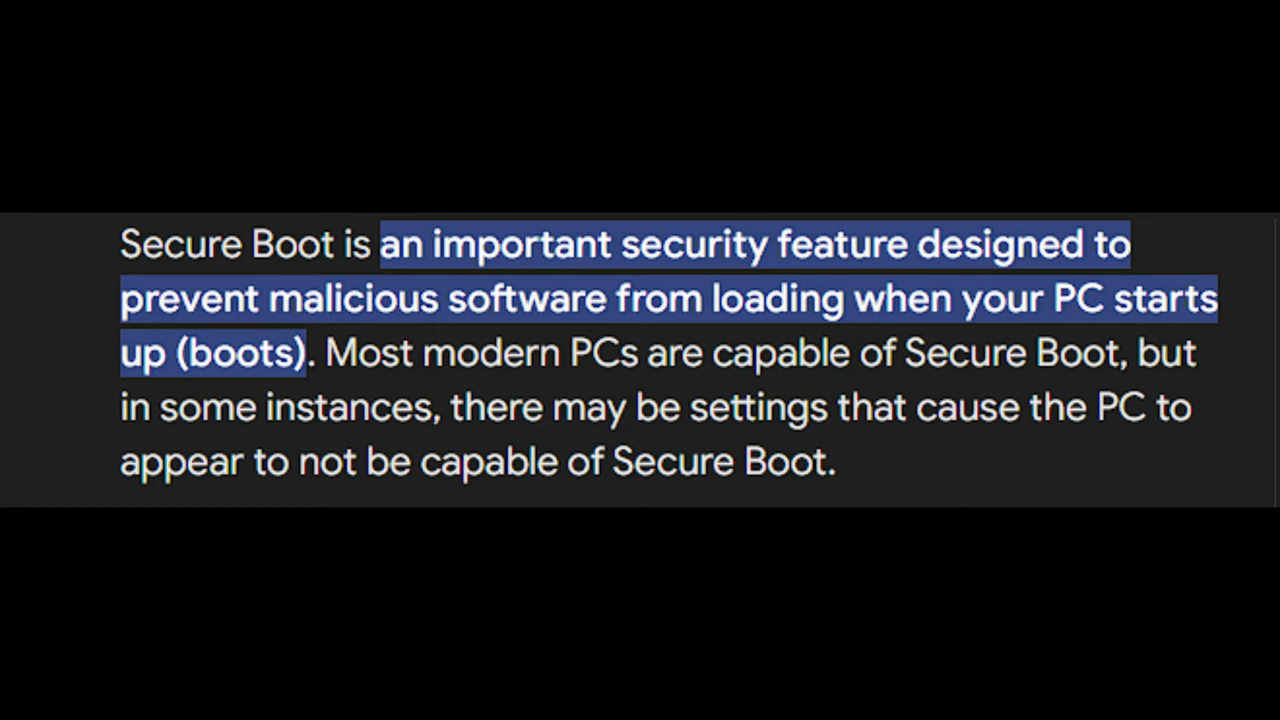 Secure Boot is an important security feature designed to
prevent malicious software from loading when your PC starts
up (boots). Most modern PCs are capable of Secure Boot, but
in some instances, there may be settings that cause the PC to
appear to not be capable of Secure Boot.